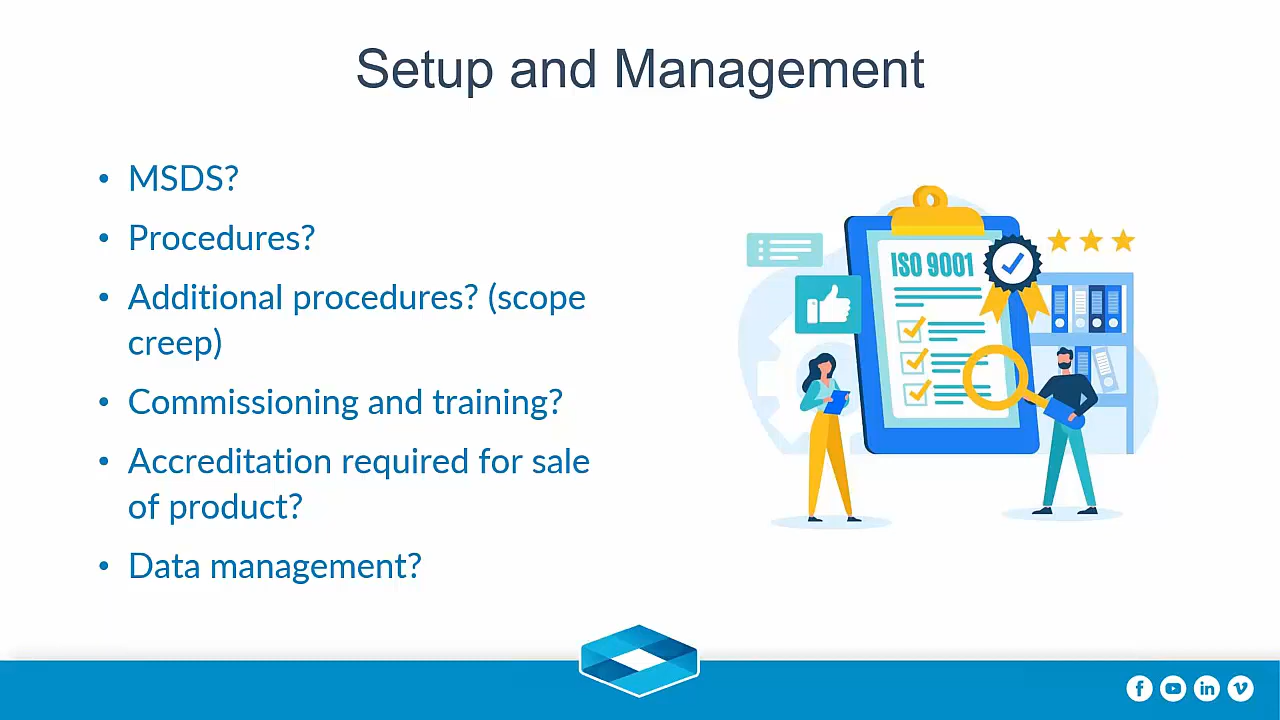 Setup and Management
• MSDS?
• Procedures?
• Additional procedures? (scope
creep)
• Commissioning and training?
• Accreditation required for sale
of product?
• Data management?
ISO 9001